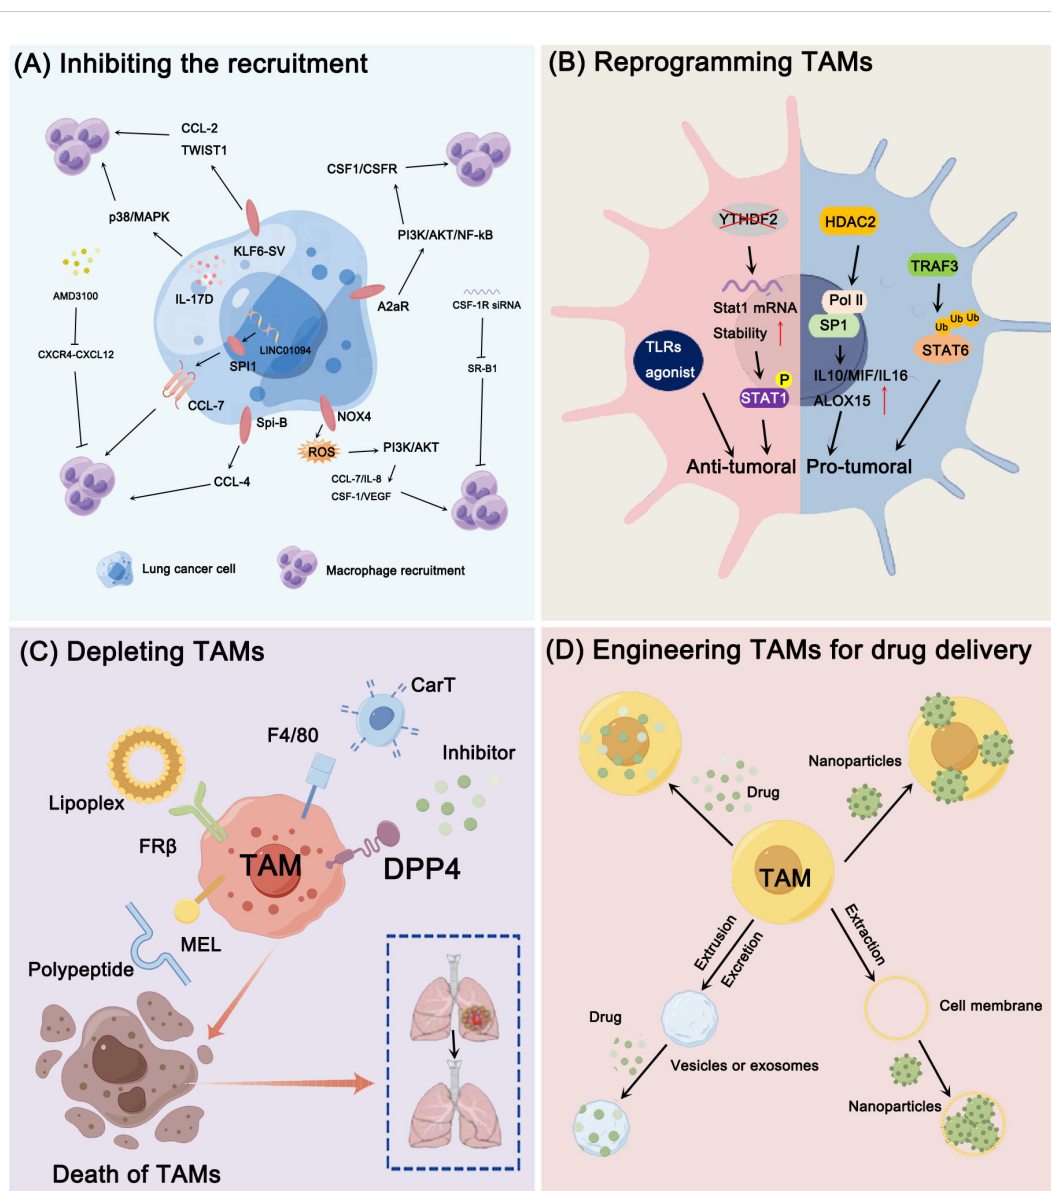 (A) Inhibiting the recruitment
CCL-2
TWIST1
CSF1/CSFR
p38/MAPK
PI3K/AKT/NF-kB
KLF6-SV
AMD3100
IL-17D
A2aR
CSF-1R siRNA
CXCR4-CXCL12
LINC01094
SPI1
SR-B1
CCL-7
NOX4
Spi-B
ROS
PI3K/AKT
CCL-4
CCL-7/IL-8
CSF-1/VEGF
Lung cancer cell
Macrophage recruitment
(B) Reprogramming TAMs
YTHDF2
HDAC2
TRAF3
Pol II
Stat1 mRNA
Stability
SP1
Ub Ub Ub
STAT6
TLRs
agonist
P
STAT1
IL10/MIF/IL16
ALOX15
Anti-tumoral
Pro-tumoral
(C) Depleting TAMs
CarT
F4/80
Inhibitor
Lipoplex
FRβ
TAM
DPP4
MEL
Polypeptide
Death of TAMs
(D) Engineering TAMs for drug delivery
Nanoparticles
Drug
TAM
Extrusion
Excretion
Extraction
Cell membrane
Drug
Vesicles or exosomes
Nanoparticles